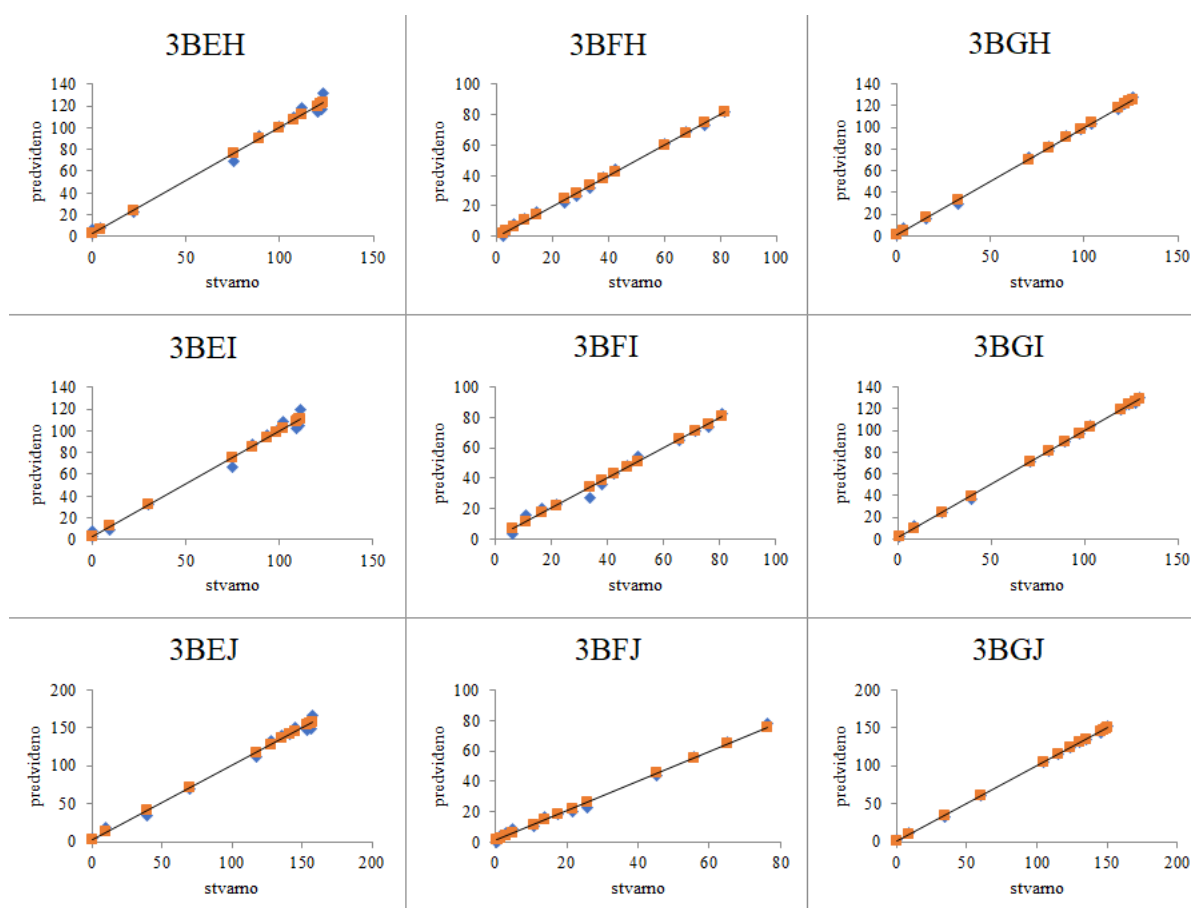 3BEH
140
120
100
80
60
40
20
0
predviđeno
0 50 100 150
stvarno
3BFH
100
80
60
40
20
0
predviđeno
0 20 40 60 80 100
stvarno
3BGH
140
120
100
80
60
40
20
0
predviđeno
0 50 100 150
stvarno
3BEI
140
120
100
80
60
40
20
0
predviđeno
0 50 100 150
stvarno
3BFI
100
80
60
40
20
0
predviđeno
0 20 40 60 80 100
stvarno
3BGI
140
120
100
80
60
40
20
0
predviđeno
0 50 100 150
stvarno
3BEJ
200
150
100
50
0
predviđeno
0 50 100 150 200
stvarno
3BFJ
100
80
60
40
20
0
predviđeno
0 20 40 60 80
stvarno
3BGJ
200
150
100
50
0
predviđeno
0 50 100 150 200
stvarno